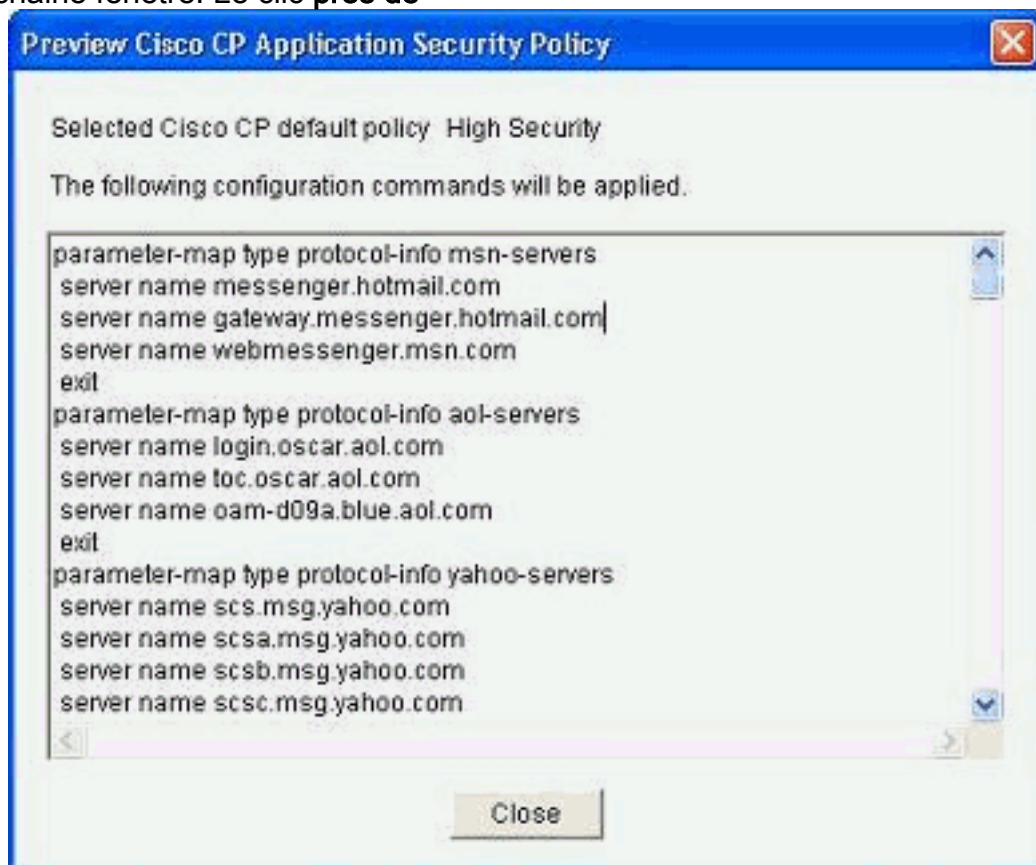 près de
Preview Cisco CP Application Security Policy
Selected Cisco CP default policy High Security
The following configuration commands will be applied.
parameter-map type protocol-info msn-servers
server name messenger.hotmail.com
server name gateway.messenger.hotmail.com
server name webmessenger.msn.com
exit
parameter-map type protocol-info aol-servers
server name login.oscar.aol.com
server name toc.oscar.aol.com
server name oam-d09a.blue.aol.com
exit
parameter-map type protocol-info yahoo-servers
server name scs.msg.yahoo.com
server name scsa.msg.yahoo.com
server name scsb.msg.yahoo.com
server name scsc.msg.yahoo.com
Close